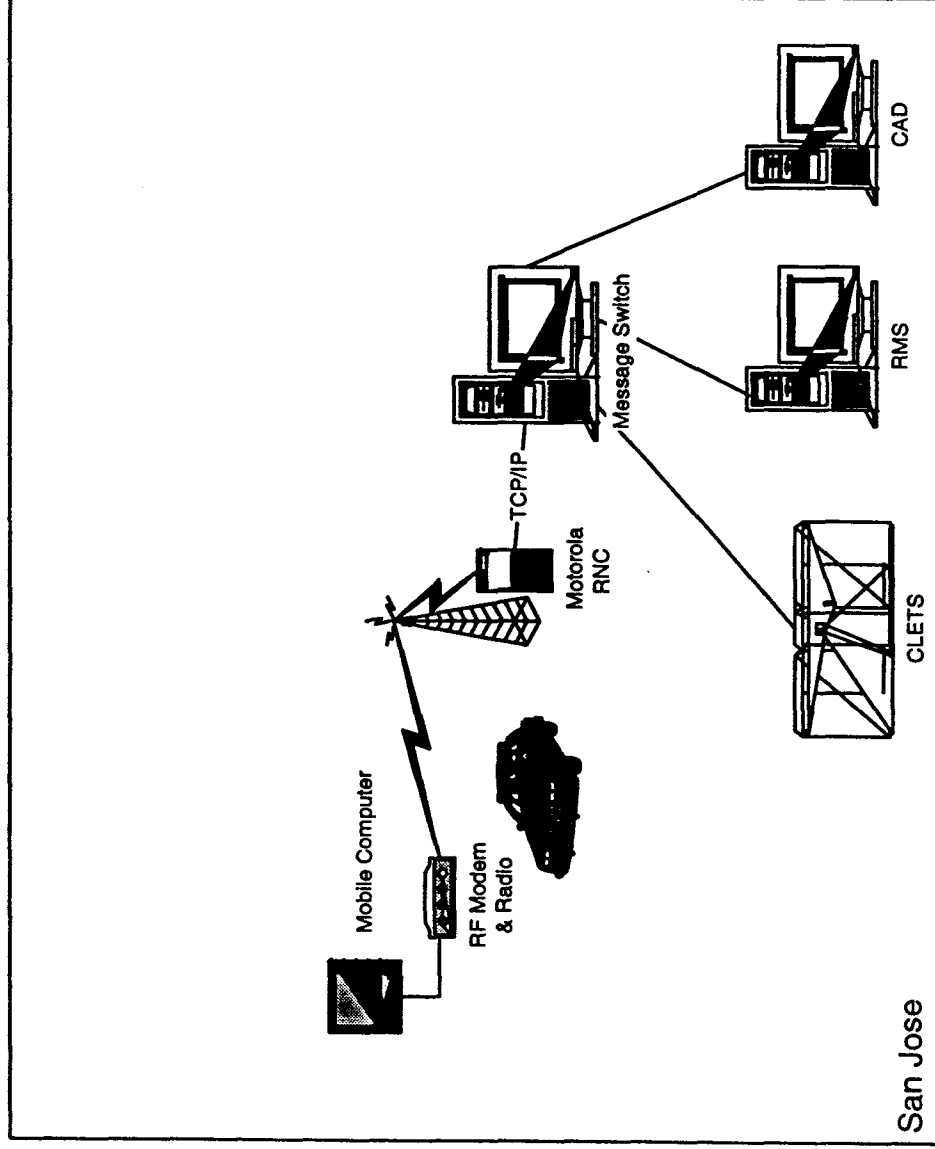 Mobile Computer
RF Modem
& Radio
TCP/IP
Motorola
RNC
Message Switch
CLETS
RMS
CAD
San Jose